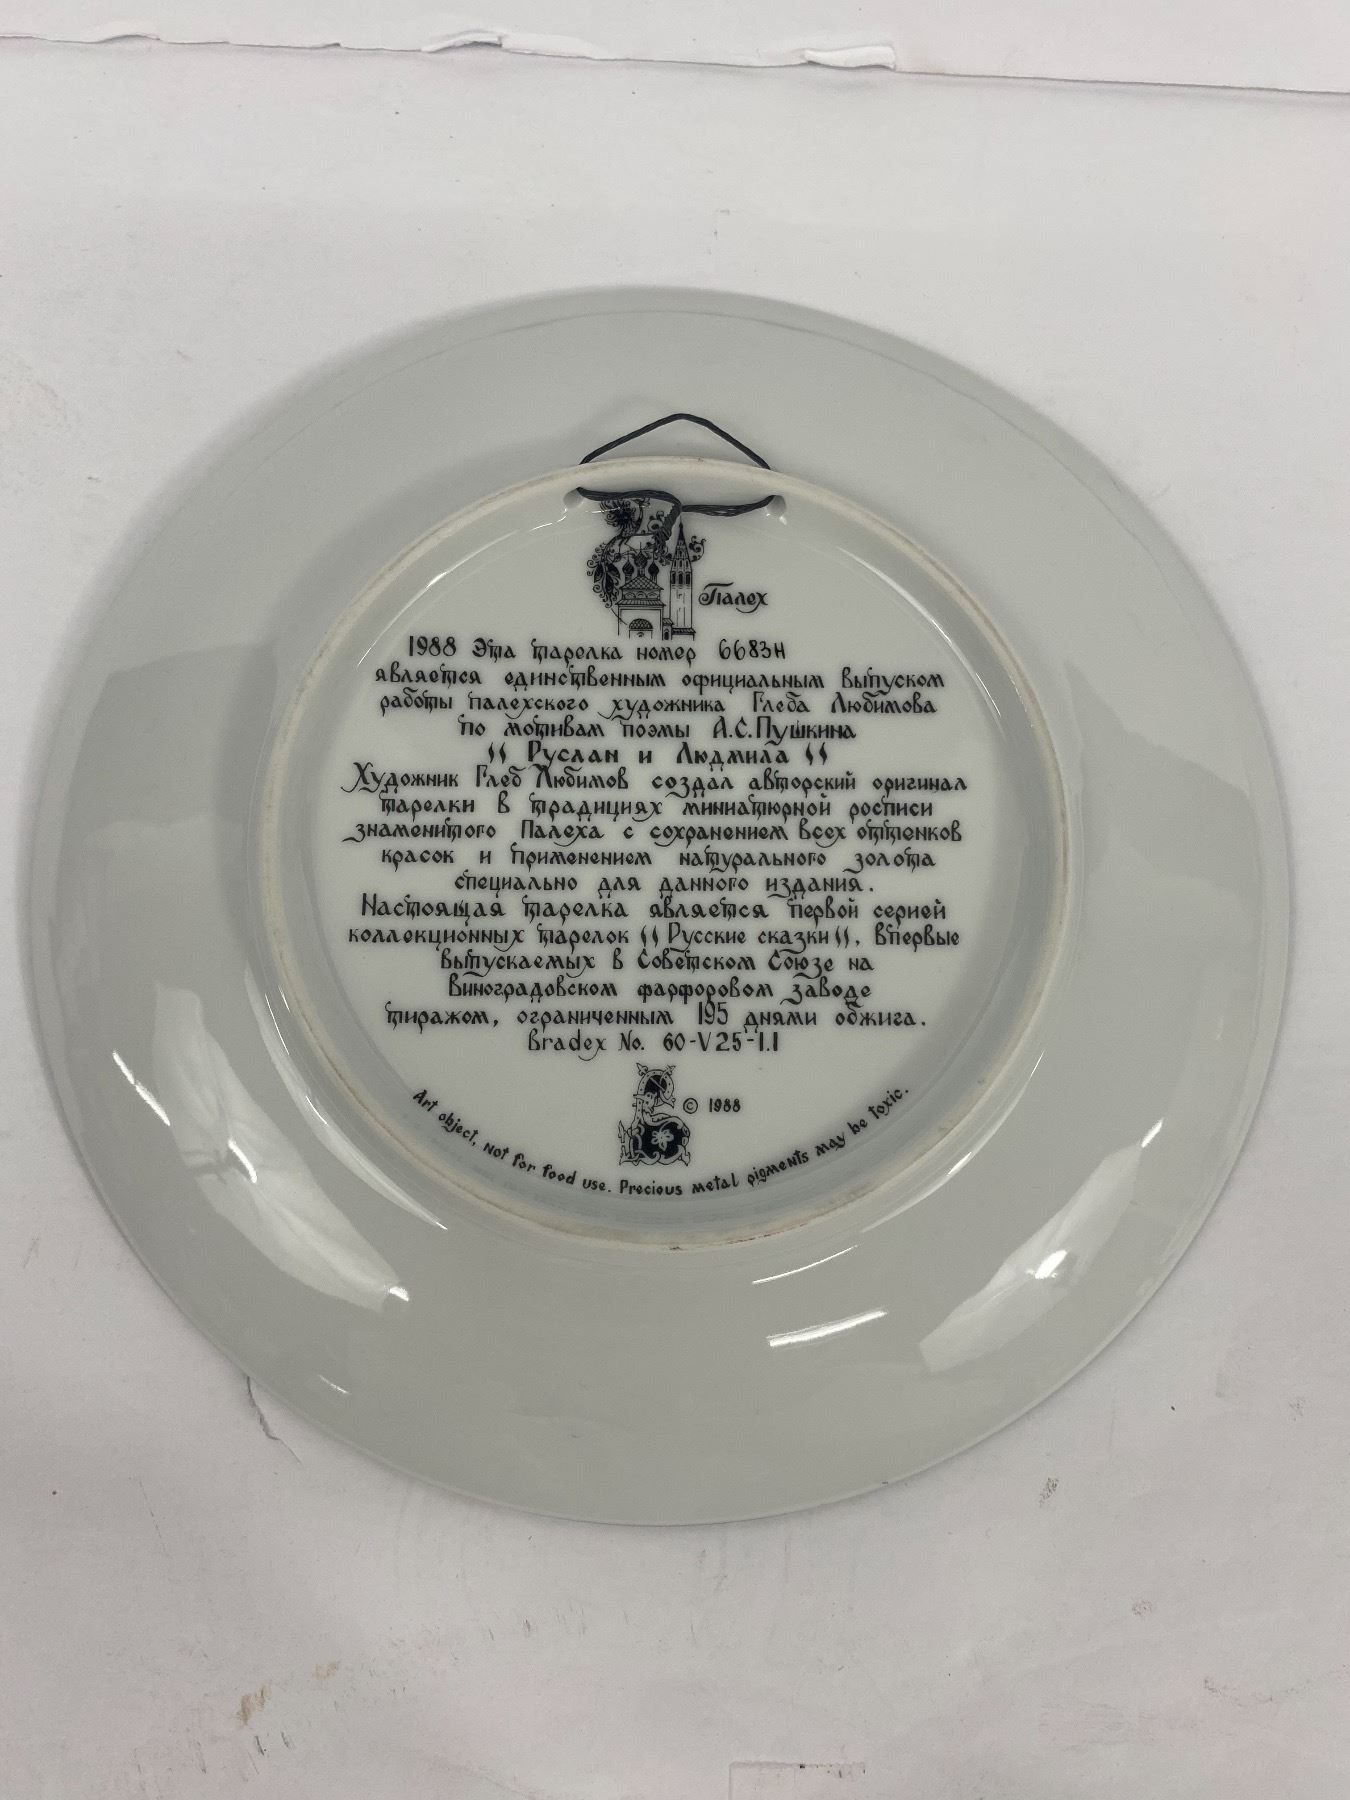 Палех
1988 Эта тарелка номер 6683Н
является единственным официальным выпуском
работы палехского художника Глеба Любимова
по мотивам поэмы А.С.Пушкина
"Руслан и Людмила"
Художник Глеб Любимов создал авторский оригинал
тарелки в традициях миниатюрной росписи
знаменитого Палеха с сохранением всех оттенков
красок и применением натурального золота
специально для данного издания.
Настоящая тарелка является первой серией
коллекционных тарелок "Русские сказки", впервые
выпускаемых в Советском Союзе на
Виноградовском фарфоровом заводе
тиражом, ограниченным 195 днями обжига.
Bradex No. 60-V25-1.1
© 1988
Art object, not for food use. Precious metal pigments may be toxic.